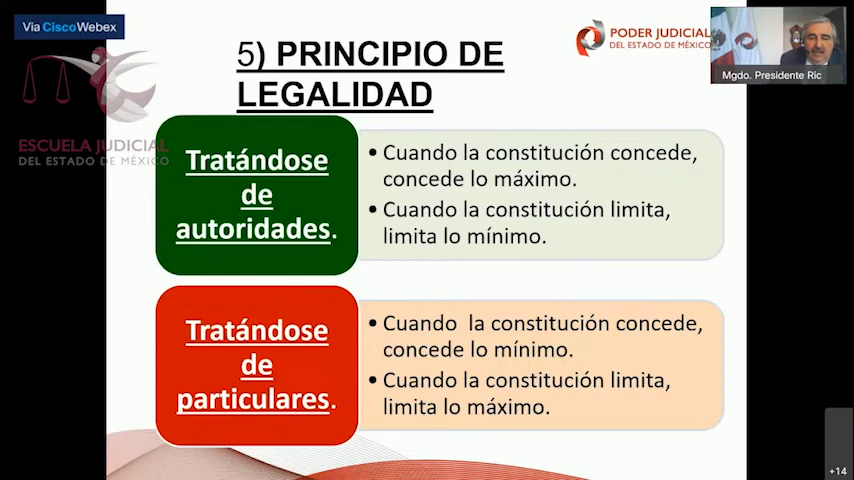 Vía CiscoWebex
5) PRINCIPIO DE
LEGALIDAD
PODER JUDICIAL
DEL ESTADO DE MÉXICO
Mgdo. Presidente Ric
ESCUELA JUDICIAL
DEL ESTADO DE MÉXICO
Tratándose
de
autoridades.
• Cuando la constitución concede,
concede lo máximo.
• Cuando la constitución limita,
limita lo mínimo.
Tratándose
de
particulares.
• Cuando la constitución concede,
concede lo mínimo.
• Cuando la constitución limita,
limita lo máximo.
+14